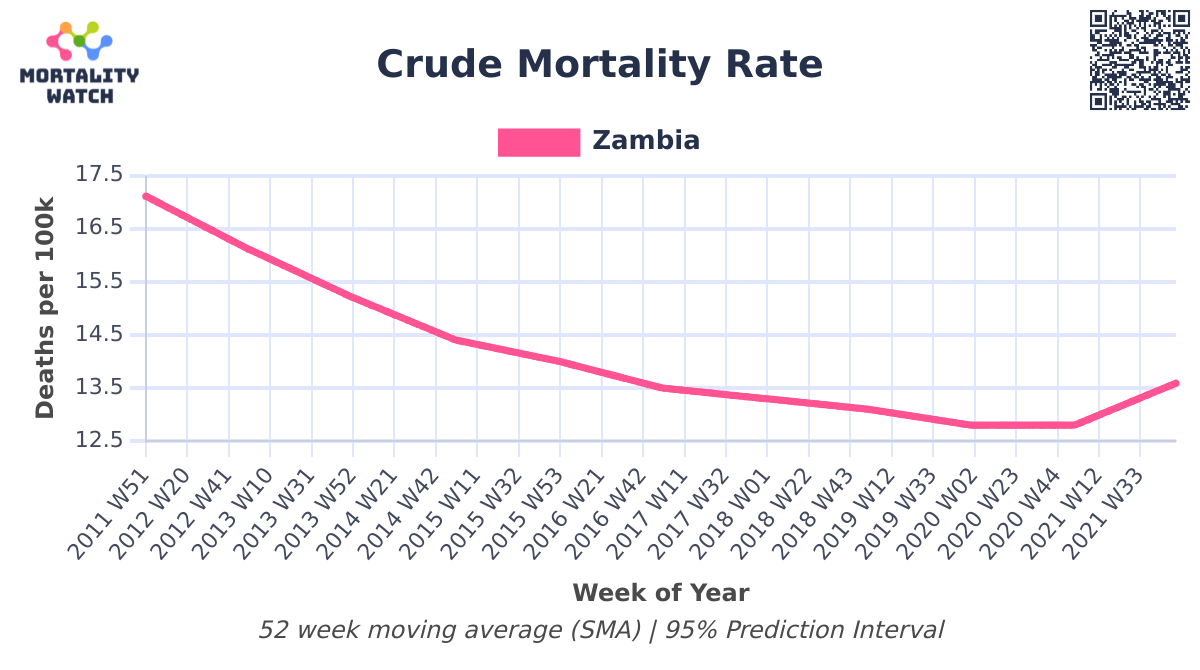 MORTALITY
WATCH
Crude Mortality Rate
Zambia
Deaths per 100k
17.5
16.5
15.5
14.5
13.5
12.5
2011 W51
2012 W20
2012 W41
2013 W10
2013 W31
2013 W52
2014 W21
2014 W42
2015 W11
2015 W32
2015 W53
2016 W21
2016 W42
2017 W11
2017 W32
2018 W01
2018 W22
2018 W43
2019 W12
2019 W33
2020 W02
2020 W23
2020 W44
2021 W12
2021 W33
Week of Year
52 week moving average (SMA) | 95% Prediction Interval